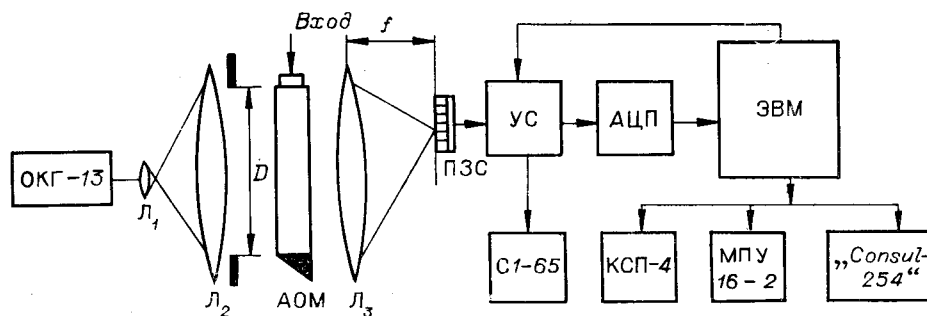 Вход
f
ОКГ-13
Л1
Л2
D
АОМ
Л3
ПЗС
УС
АЦП
ЭВМ
С1-65
КСП-4
МПУ
16-2
„Consul-
254“